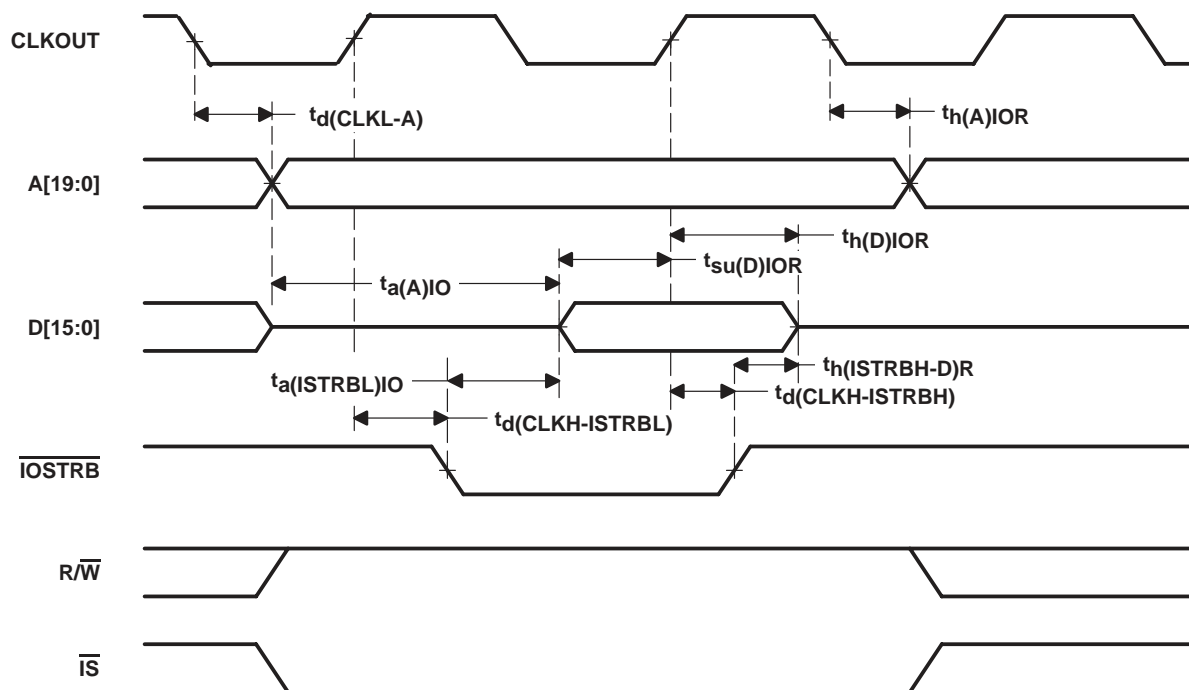 CLKOUT
td(CLKL-A)
th(A)IOR
A[19:0]
th(D)IOR
tsu(D)IOR
ta(A)IO
D[15:0]
th(ISTRBH-D)R
ta(ISTRBL)IO
td(CLKH-ISTRBH)
td(CLKH-ISTRBL)
IOSTRB
R/W
IS